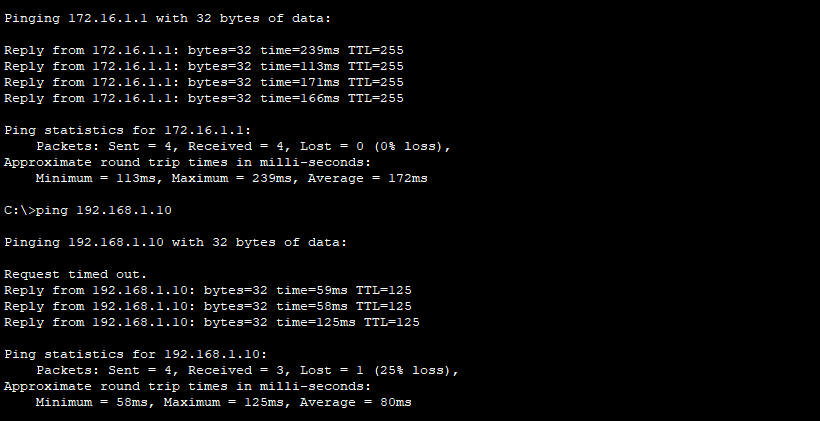 Pinging 172.16.1.1 with 32 bytes of data:
Reply from 172.16.1.1: bytes=32 time=239ms TTL=255
Reply from 172.16.1.1: bytes=32 time=113ms TTL=255
Reply from 172.16.1.1: bytes=32 time=171ms TTL=255
Reply from 172.16.1.1: bytes=32 time=166ms TTL=255
Ping statistics for 172.16.1.1:
Packets: Sent = 4, Received = 4, Lost = 0 (0% loss),
Approximate round trip times in milli-seconds:
Minimum = 113ms, Maximum = 239ms, Average = 172ms
C:\>ping 192.168.1.10
Pinging 192.168.1.10 with 32 bytes of data:
Request timed out.
Reply from 192.168.1.10: bytes=32 time=59ms TTL=125
Reply from 192.168.1.10: bytes=32 time=58ms TTL=125
Reply from 192.168.1.10: bytes=32 time=125ms TTL=125
Ping statistics for 192.168.1.10:
Packets: Sent = 4, Received = 3, Lost = 1 (25% loss),
Approximate round trip times in milli-seconds:
Minimum = 58ms, Maximum = 125ms, Average = 80ms